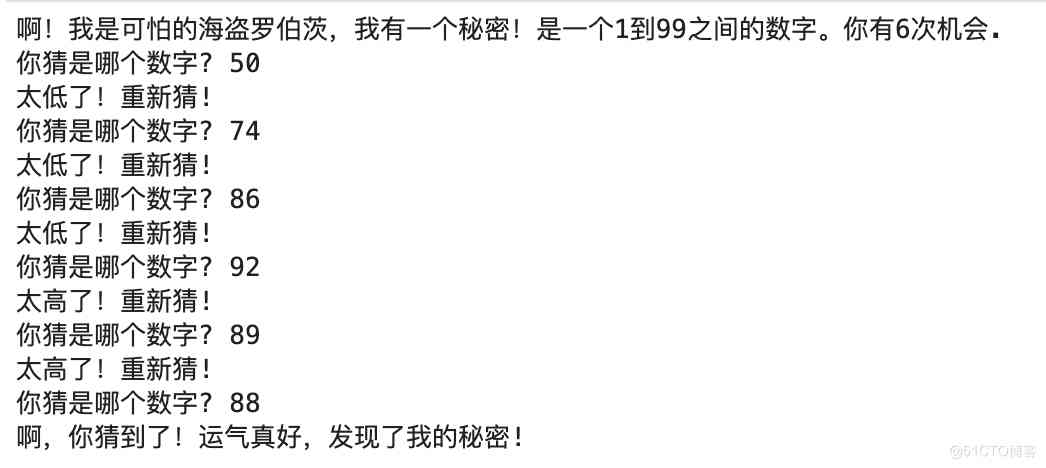 啊！我是可怕的海盗罗伯茨，我有一个秘密！是一个1到99之间的数字。你有6次机会.
你猜是哪个数字? 50
太低了！重新猜!
你猜是哪个数字? 74
太低了！重新猜!
你猜是哪个数字? 86
太低了！重新猜!
你猜是哪个数字? 92
太高了！重新猜!
你猜是哪个数字? 89
太高了！重新猜!
你猜是哪个数字? 88
啊，你猜到了！运气真好，发现了我的秘密!
@51CTO博客